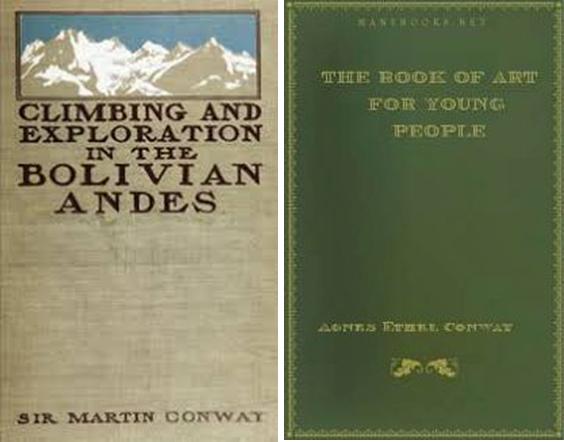 CLIMBING AND
EXPLORATION
IN THE
BOLIVIAN
ANDES
SIR MARTIN CONWAY
MANYBOOKS.NET
THE BOOK OF ART
FOR YOUNG
PEOPLE
AGNES ETHEL CONWAY